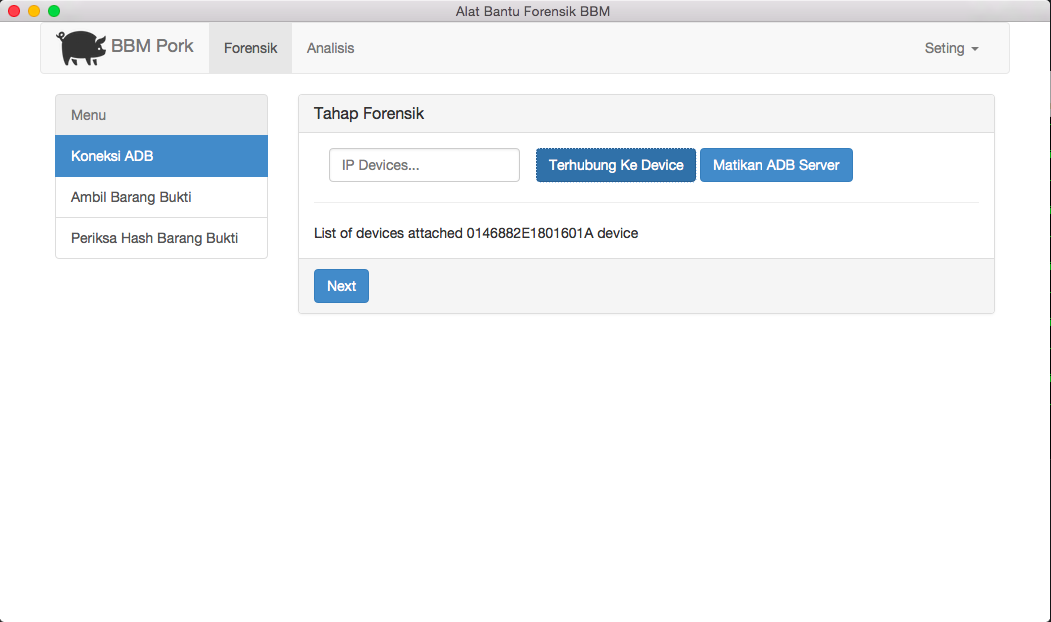 Alat Bantu Forensik BBM
BBM Pork Forensik Analisis Seting
Menu
Koneksi ADB
Ambil Barang Bukti
Periksa Hash Barang Bukti
Tahap Forensik
IP Devices... Terhubung Ke Device Matikan ADB Server
List of devices attached 0146882E1801601A device
Next